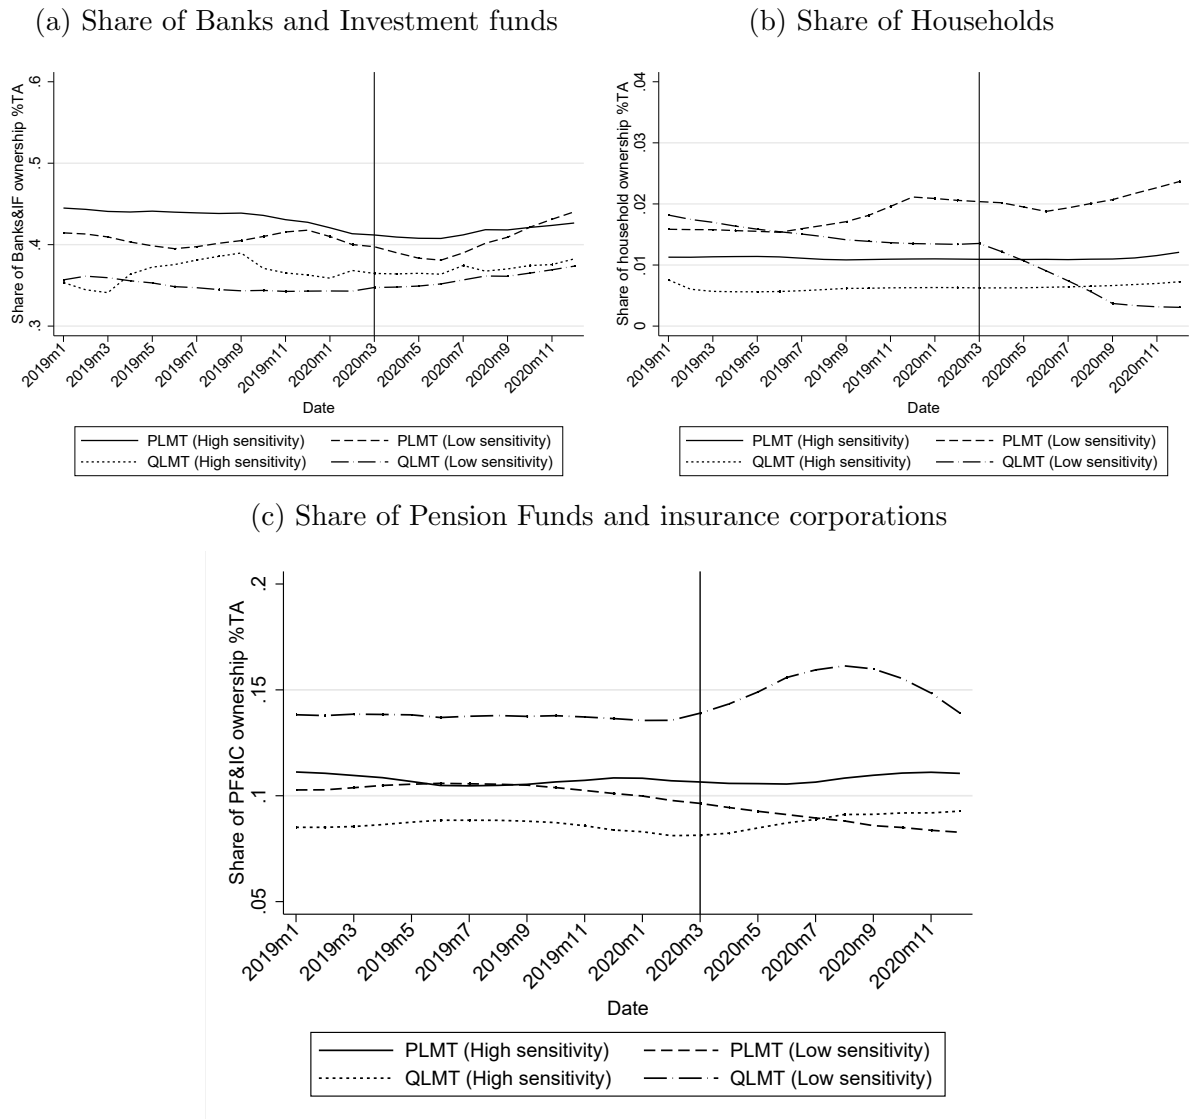 (a) Share of Banks and Investment funds
Share of Banks&IF ownership %TA
.6
.5
.4
.3
2019m1
2019m3
2019m5
2019m7
2019m9
2019m11
2020m1
2020m3
2020m5
2020m7
2020m9
2020m11
Date
PLMT (High sensitivity) PLMT (Low sensitivity)
QLMT (High sensitivity) QLMT (Low sensitivity)
(b) Share of Households
Share of household ownership %TA
.04
.03
.02
.01
0
2019m1
2019m3
2019m5
2019m7
2019m9
2019m11
2020m1
2020m3
2020m5
2020m7
2020m9
2020m11
Date
PLMT (High sensitivity) PLMT (Low sensitivity)
QLMT (High sensitivity) QLMT (Low sensitivity)
(c) Share of Pension Funds and insurance corporations
Share of PF&IC ownership %TA
.2
.15
.1
.05
2019m1
2019m3
2019m5
2019m7
2019m9
2019m11
2020m1
2020m3
2020m5
2020m7
2020m9
2020m11
Date
PLMT (High sensitivity) PLMT (Low sensitivity)
QLMT (High sensitivity) QLMT (Low sensitivity)